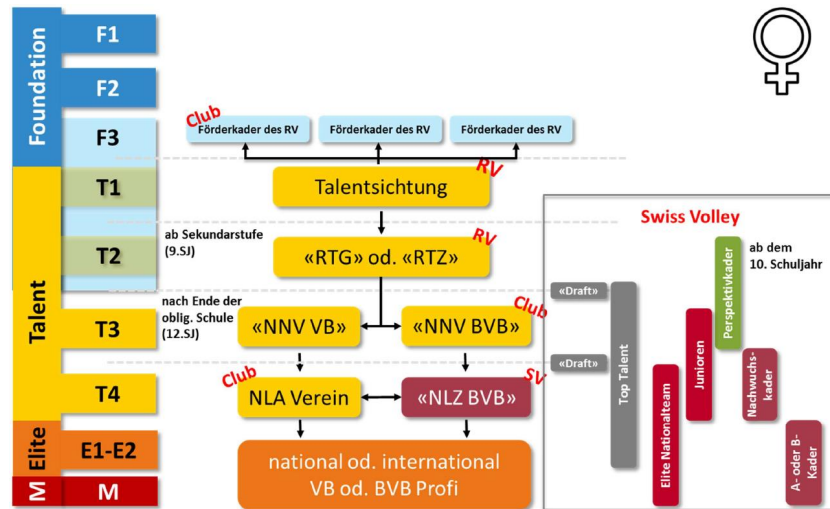 Foundation
Talent
Elite
M
F1
F2
F3
T1
T2
T3
T4
E1-E2
M
Club
Förderkader des RV
Förderkader des RV
Förderkader des RV
RV
Talentsichtung
ab Sekundarstufe
(9.SJ)
RV
«RTG» od. «RTZ»
nach Ende der
oblig. Schule
(12.SJ)
«NNV VB»
«NNV BVB»
Club
Club
NLA Verein
SV
«NLZ BVB»
national od. international
VB od. BVB Profi
Swiss Volley
ab dem
10. Schuljahr
«Draft»
«Draft»
Top Talent
Elite Nationalteam
Junioren
Perspektivkader
Nachwuchs-
kader
A- oder B-
Kader